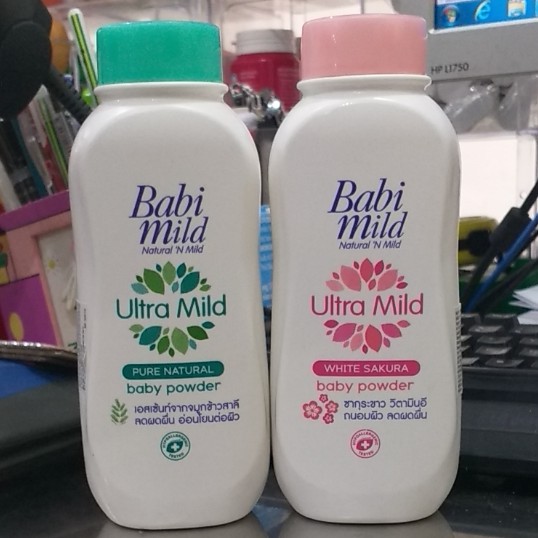 hp L1750
Babi
mild
Natural 'N Mild
Ultra Mild
PURE NATURAL
baby powder
เอสเซ้นท์จากจมูกข้าวสาลี
ลดผดผื่น อ่อนโยนต่อผิว
HYPOALLERGENIC
TESTED
Babi
mild
Natural 'N Mild
Ultra Mild
WHITE SAKURA
baby powder
ซากุระขาว วิตามินอี
ถนอมผิว ลดผดผื่น
HYPOALLERGENIC
TESTED